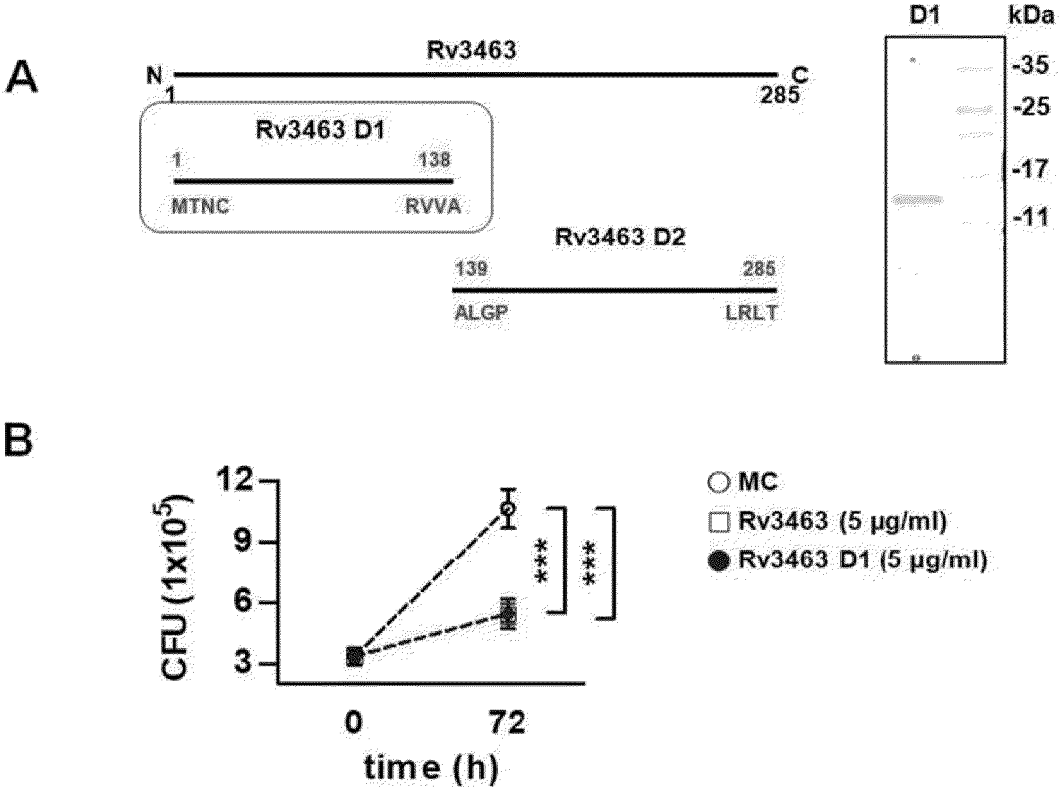 A
Rv3463
N
C
1
285
Rv3463 D1
1
138
MTNC
RVVA
Rv3463 D2
139
285
ALGP
LRLT
D1
kDa
-35
-25
-17
-11
B
CFU (1x10⁵)
12
9
6
3
0
72
time (h)
***
***
MC
Rv3463 (5 µg/ml)
Rv3463 D1 (5 µg/ml)